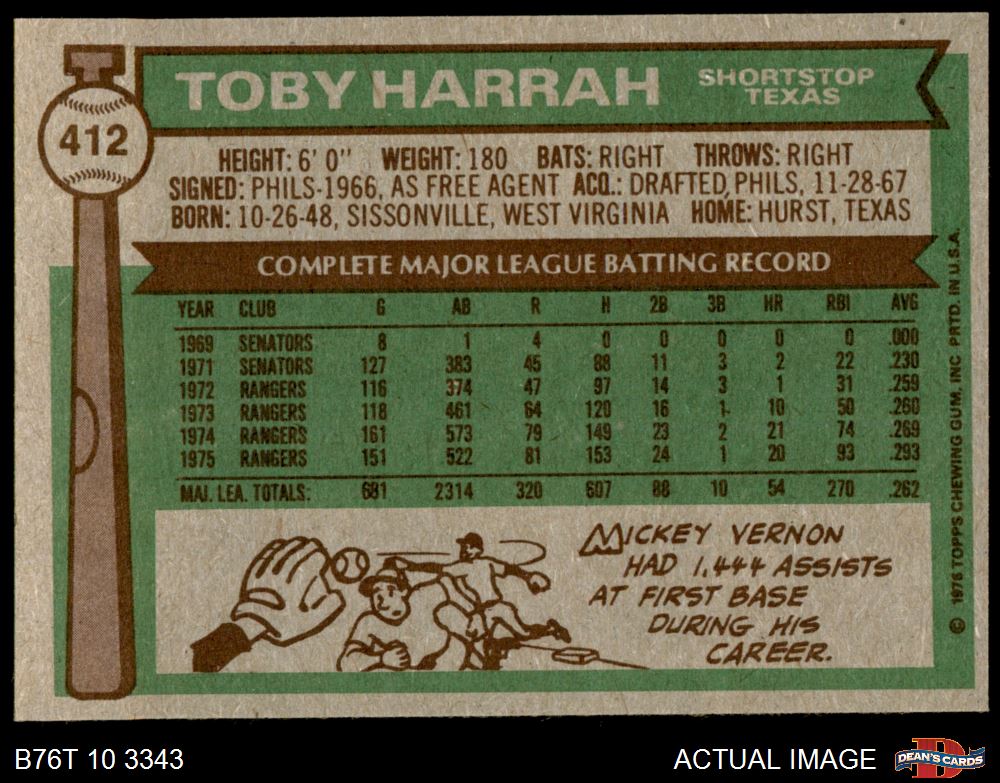 412
TOBY HARRAH
SHORTSTOP
TEXAS
HEIGHT: 6' 0" WEIGHT: 180 BATS: RIGHT THROWS: RIGHT
SIGNED: PHILS-1966, AS FREE AGENT ACQ.: DRAFTED, PHILS, 11-28-67
BORN: 10-26-48, SISSONVILLE, WEST VIRGINIA HOME: HURST, TEXAS
COMPLETE MAJOR LEAGUE BATTING RECORD
YEAR CLUB G AB R H 2B 3B HR RBI AVG
1969 SENATORS 8 1 4 0 0 0 0 0 .000
1971 SENATORS 127 383 45 88 11 3 2 22 .230
1972 RANGERS 116 374 47 97 14 3 1 31 .259
1973 RANGERS 118 461 64 120 16 1 10 50 .260
1974 RANGERS 161 573 79 149 23 2 21 74 .269
1975 RANGERS 151 522 81 153 24 1 20 93 .293
MAJ. LEA. TOTALS: 681 2314 320 607 88 10 54 270 .262
MICKEY VERNON
HAD 1,444 ASSISTS
AT FIRST BASE
DURING HIS
CAREER.
© 1976 TOPPS CHEWING GUM, INC PRTD. IN U.S.A.
B76T 10 3343
ACTUAL IMAGE
D
DEAN'S CARDS